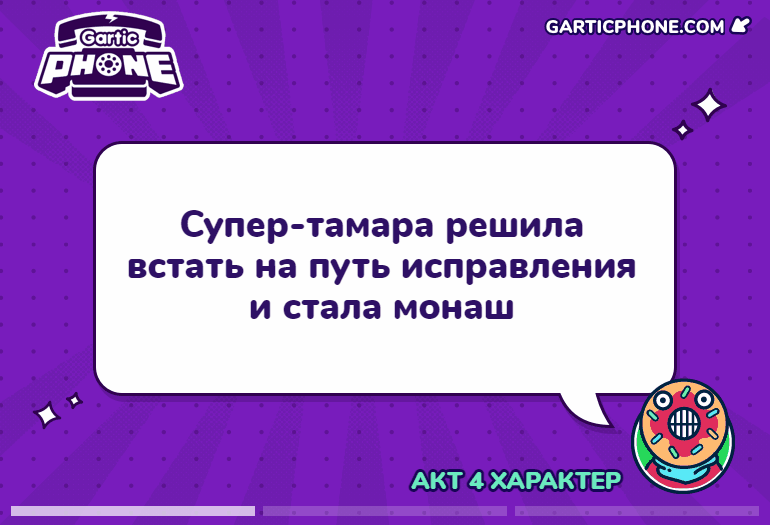 Gartic
PHONE
GARTICPHONE.COM
Супер-тамара решила
встать на путь исправления
и стала монаш
АКТ 4 ХАРАКТЕР